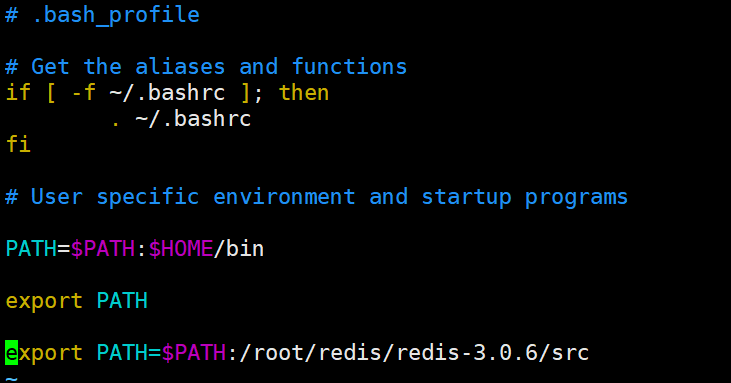 # .bash_profile
# Get the aliases and functions
if [ -f ~/.bashrc ]; then
        . ~/.bashrc
fi
# User specific environment and startup programs
PATH=$PATH:$HOME/bin
export PATH
export PATH=$PATH:/root/redis/redis-3.0.6/src
~